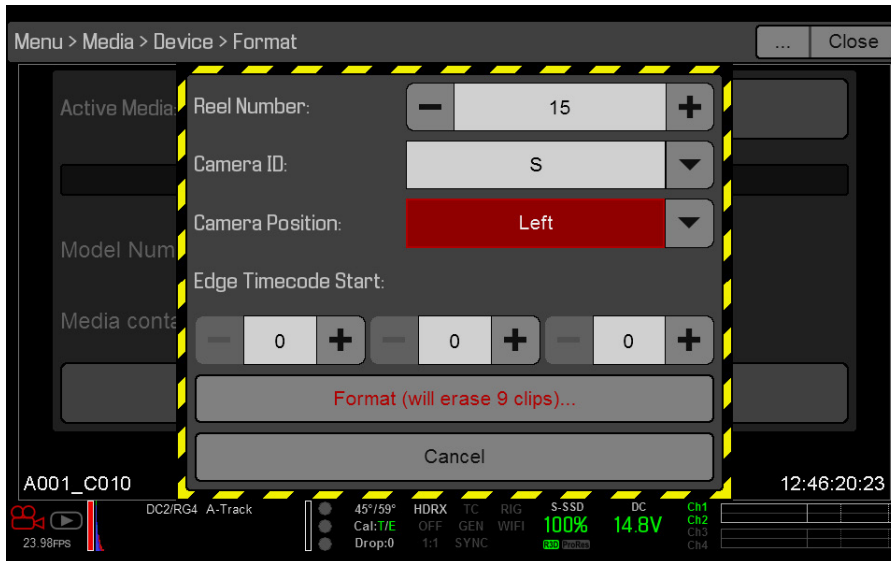 Menu > Media > Device > Format
...
Close
Active Media:
Reel Number:
15
Camera ID:
S
Camera Position:
Left
Model Num
Edge Timecode Start:
Media conta
0
0
0
Format (will erase 9 clips)...
Cancel
A001_C010
12:46:20:23
DC2/RG4 A-Track
45°/59° HDRX TC RIG S-SSD DC Ch1
Cal:T/E OFF GEN WIFI 100% 14.8V Ch2
Ch3
23.98FPS
Drop:0 1:1 SYNC R3D ProRes Ch4